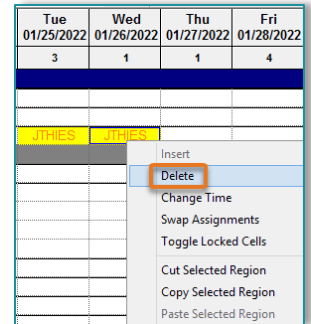 Tue Wed Thu Fri
01/25/2022 01/26/2022 01/27/2022 01/28/2022
3 1 1 4
JTHIES JTHIES
Insert
Delete
Change Time
Swap Assignments
Toggle Locked Cells
Cut Selected Region
Copy Selected Region
Paste Selected Region